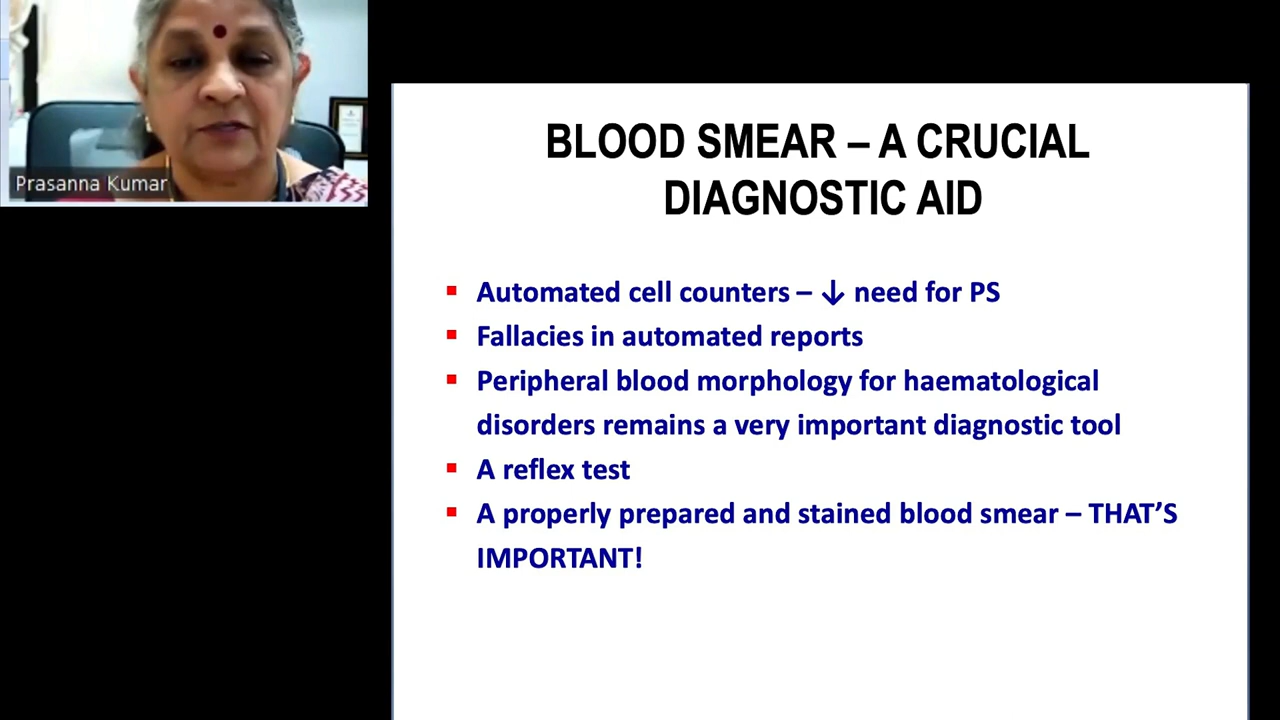 Prasanna Kumar
BLOOD SMEAR – A CRUCIAL
DIAGNOSTIC AID
▪ Automated cell counters – ↓ need for PS
▪ Fallacies in automated reports
▪ Peripheral blood morphology for haematological
disorders remains a very important diagnostic tool
▪ A reflex test
▪ A properly prepared and stained blood smear – THAT’S
IMPORTANT!